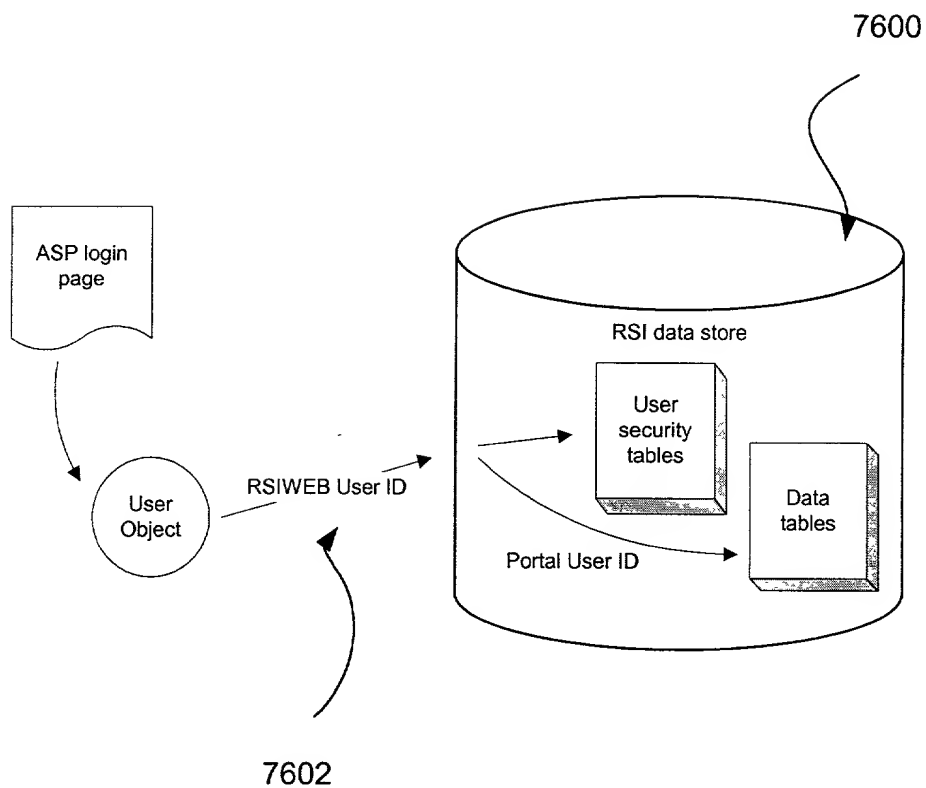 7600
ASP login
page
RSI data store
User
security
tables
RSIWEB User ID
User
Object
Data
tables
Portal User ID
7602